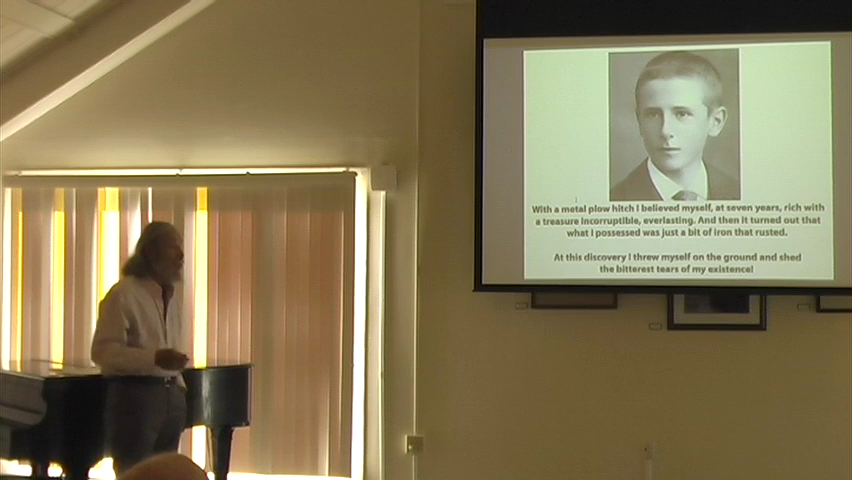 With a metal plow hitch I believed myself, at seven years, rich with
a treasure incorruptible, everlasting. And then it turned out that
what I possessed was just a bit of iron that rusted.
At this discovery I threw myself on the ground and shed
the bitterest tears of my existence!